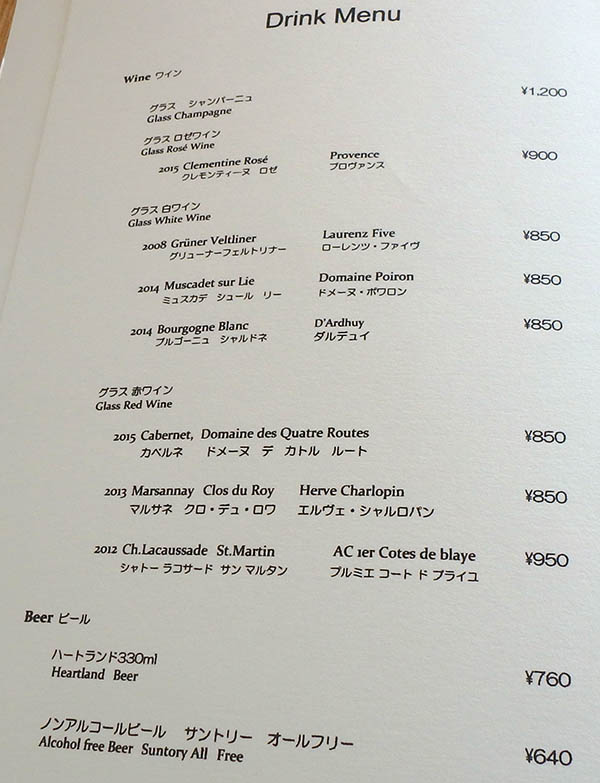 Drink Menu
Wine ワイン
グラス シャンパーニュ ¥1,200
Glass Champagne
グラス ロゼワイン
Glass Rosé Wine
2015 Clementine Rosé Provence ¥900
クレモンティーヌ ロゼ プロヴァンス
グラス 白ワイン
Glass White Wine
2008 Grüner Veltliner Laurenz Five ¥850
グリューナーフェルトリナー ローレンツ・ファイヴ
2014 Muscadet sur Lie Domaine Poiron ¥850
ミュスカデ シュール リー ドメーヌ・ポワロン
2014 Bourgogne Blanc D'Ardhuy ¥850
ブルゴーニュ シャルドネ ダルデュイ
グラス 赤ワイン
Glass Red Wine
2015 Cabernet, Domaine des Quatre Routes ¥850
カベルネ ドメーヌ デ カトル ルート
2013 Marsannay Clos du Roy Herve Charlopin ¥850
マルサネ クロ・デュ・ロワ エルヴェ・シャルロパン
2012 Ch.Lacaussade St.Martin AC 1er Cotes de blaye ¥950
シャトー ラコサード サン マルタン プルミエ コート ド ブライユ
Beer ビール
ハートランド330ml
Heartland Beer ¥760
ノンアルコールビール サントリー オールフリー
Alcohol free Beer Suntory All Free ¥640